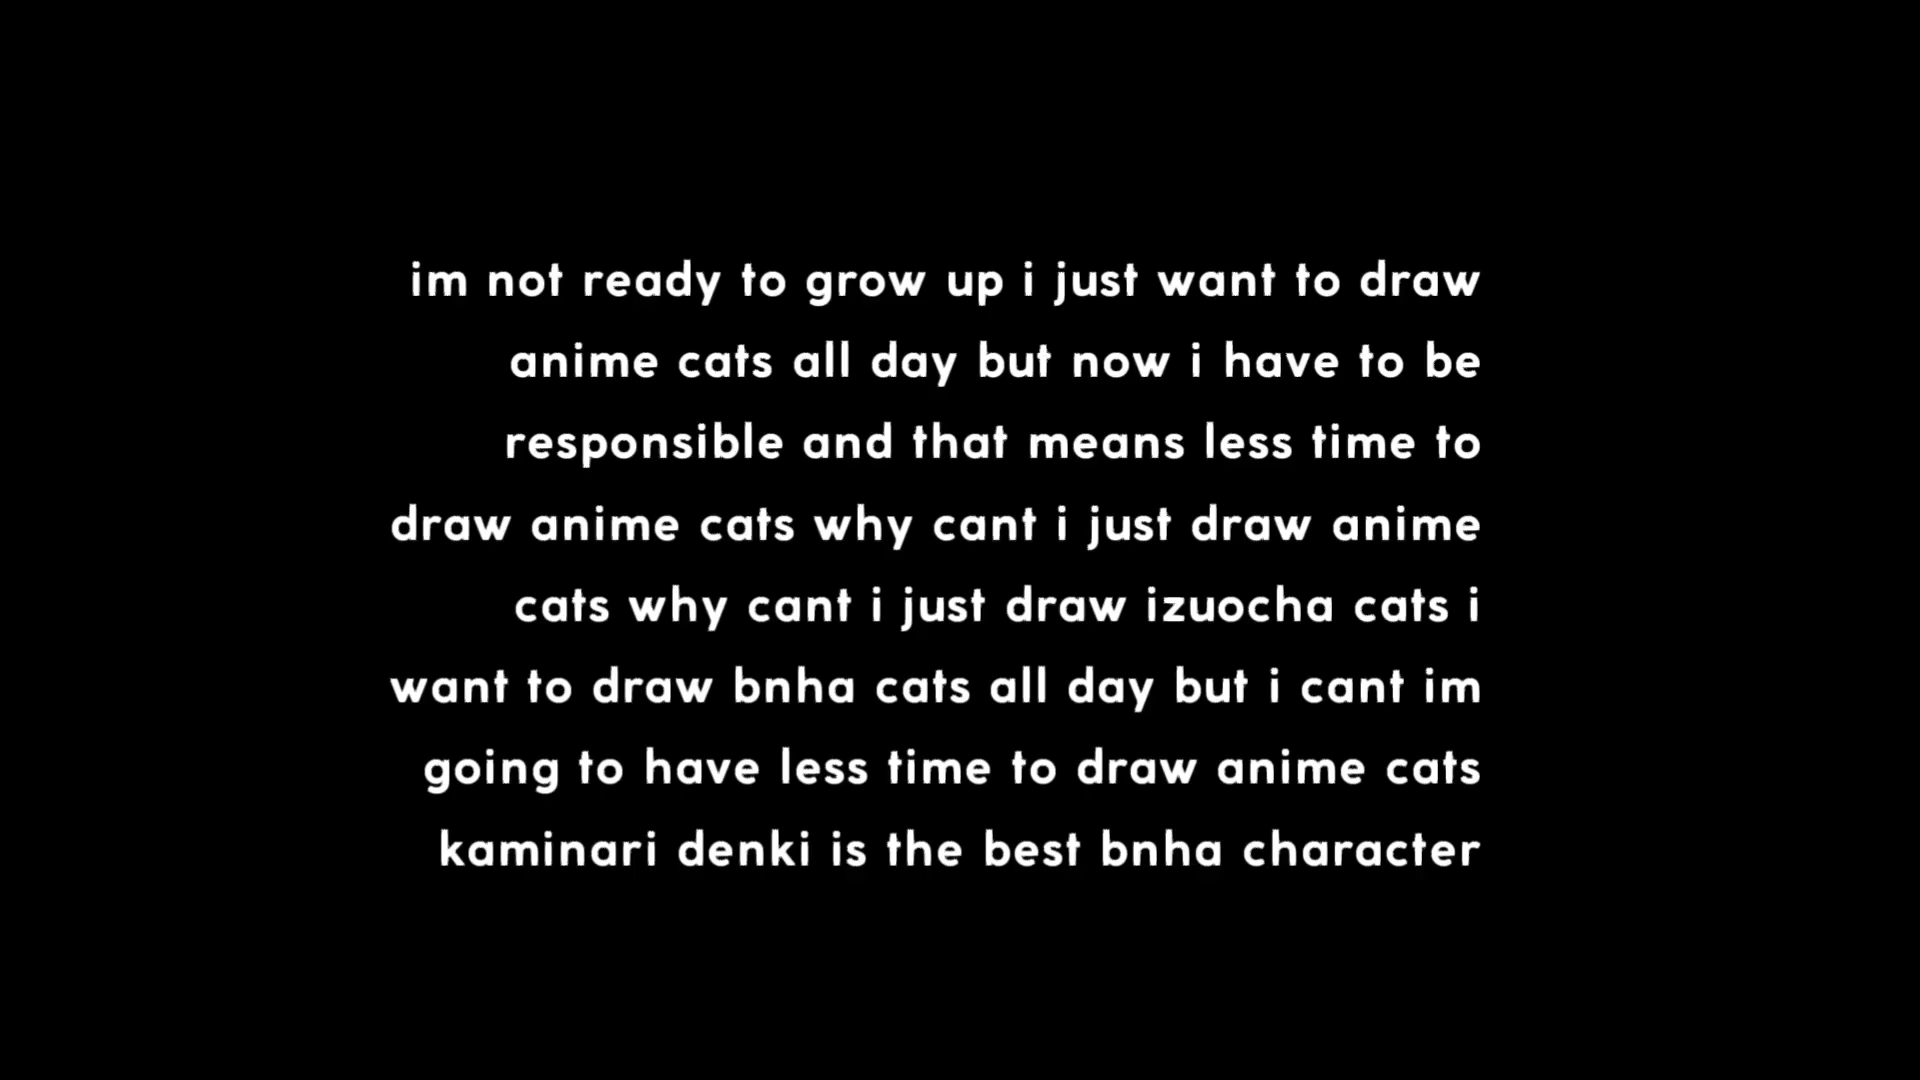 im not ready to grow up i just want to draw
anime cats all day but now i have to be
responsible and that means less time to
draw anime cats why cant i just draw anime
cats why cant i just draw izuocha cats i
want to draw bnha cats all day but i cant im
going to have less time to draw anime cats
kaminari denki is the best bnha character